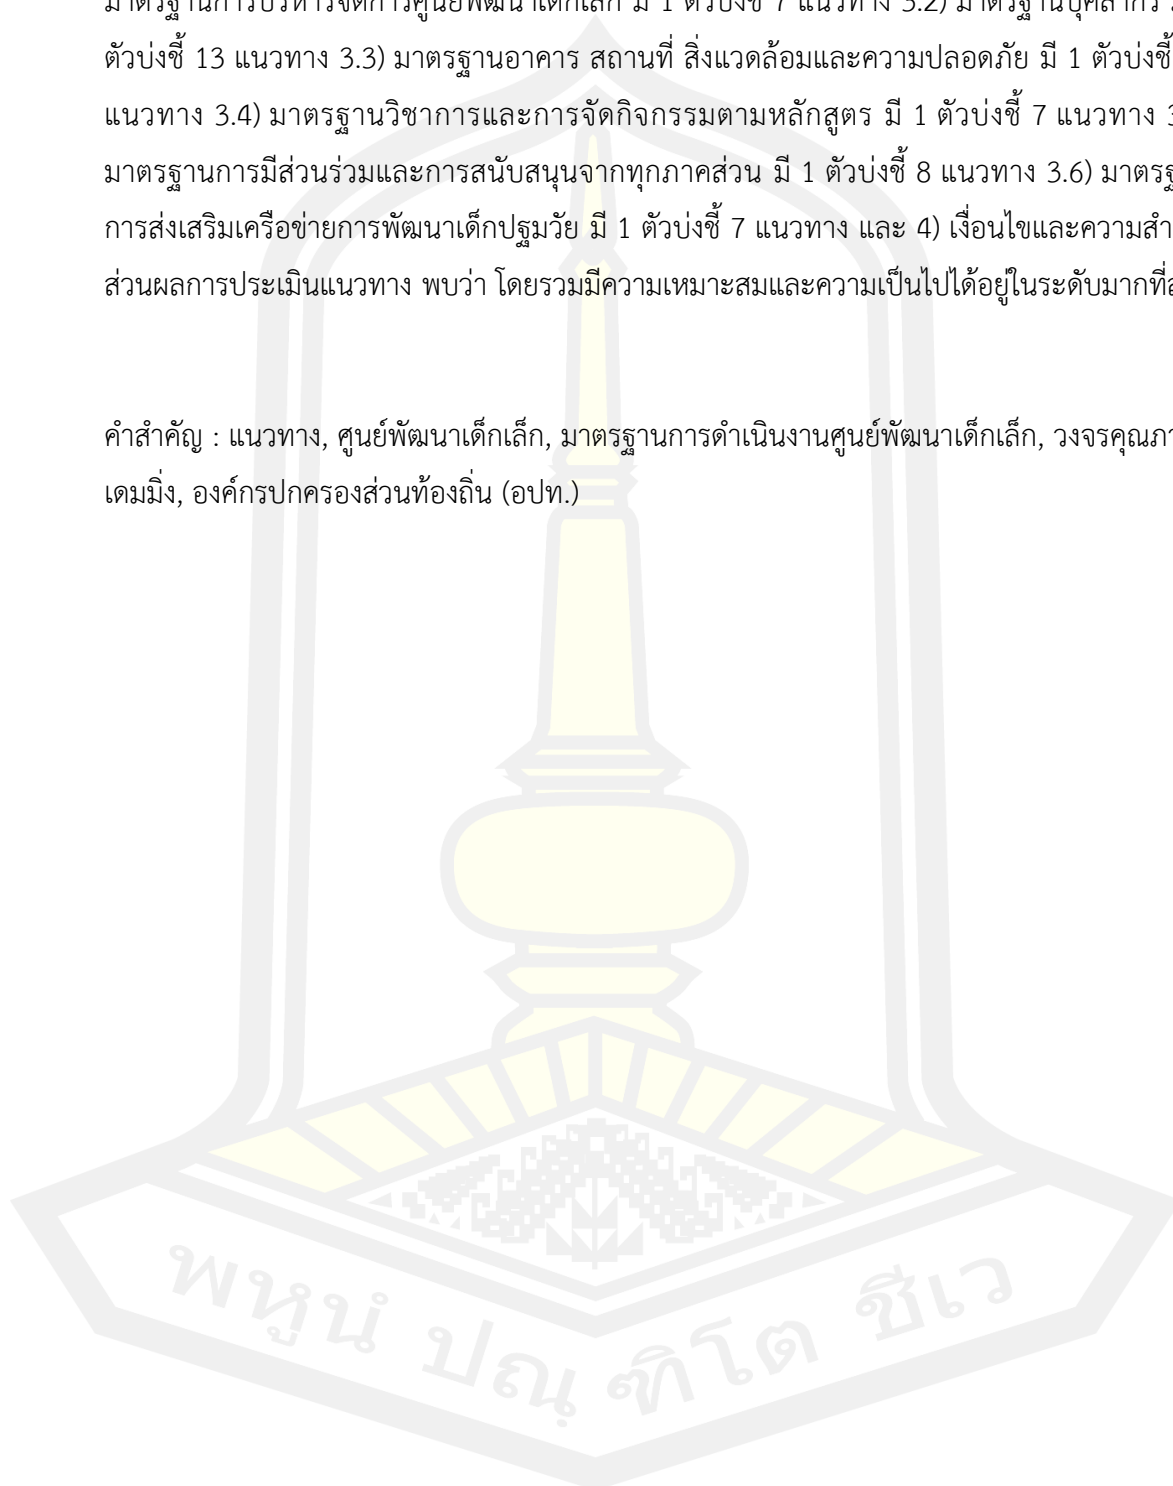 มาตรฐานการบริหารจัดการศูนย์พัฒนาเด็กเล็ก มี 1 ตัวบ่งชี้ 7 แนวทาง 3.2) มาตรฐานบุคลากร
ตัวบ่งชี้ 13 แนวทาง 3.3) มาตรฐานอาคาร สถานที่ สิ่งแวดล้อมและความปลอดภัย มี 1 ตัวบ่งชี้
แนวทาง 3.4) มาตรฐานวิชาการและการจัดกิจกรรมตามหลักสูตร มี 1 ตัวบ่งชี้ 7 แนวทาง
มาตรฐานการมีส่วนร่วมและการสนับสนุนจากทุกภาคส่วน มี 1 ตัวบ่งชี้ 8 แนวทาง 3.6)
การส่งเสริมเครือข่ายการพัฒนาเด็กปฐมวัย มี 1 ตัวบ่งชี้ 7 แนวทาง และ 4) เงื่อนไขและความสำ
ส่วนผลการประเมินแนวทาง พบว่า โดยรวมมีความเหมาะสมและความเป็นไปได้อยู่ในระดับมากที่
คำสำคัญ : แนวทาง, ศูนย์พัฒนาเด็กเล็ก, มาตรฐานการดำเนินงานศูนย์พัฒนาเด็กเล็ก, วงจรคุณภา
เดมมิ่ง, องค์กรปกครองส่วนท้องถิ่น (อปท.)
พหูนํ ปณฺฑิโต ชีเว